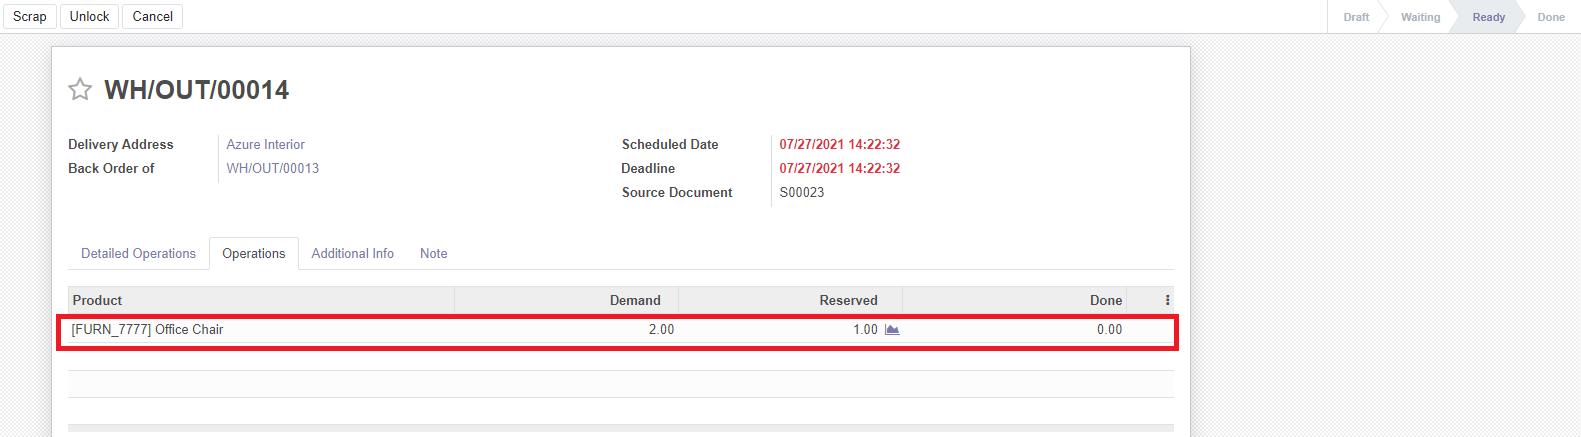 Scrap Unlock Cancel Draft Waiting Ready Done
WH/OUT/00014
Delivery Address Azure Interior Scheduled Date 07/27/2021 14:22:32
Back Order of WH/OUT/00013 Deadline 07/27/2021 14:22:32
Source Document S00023
Detailed Operations Operations Additional Info Note
Product Demand Reserved Done
[FURN_7777] Office Chair 2.00 1.00 0.00